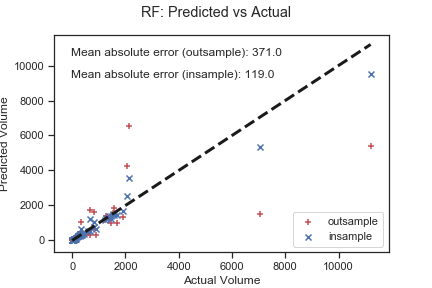 RF: Predicted vs Actual
Mean absolute error (outsample): 371.0
Mean absolute error (insample): 119.0
10000
8000
6000
4000
2000
0
Predicted Volume
outsample
insample
0 2000 4000 6000 8000 10000
Actual Volume